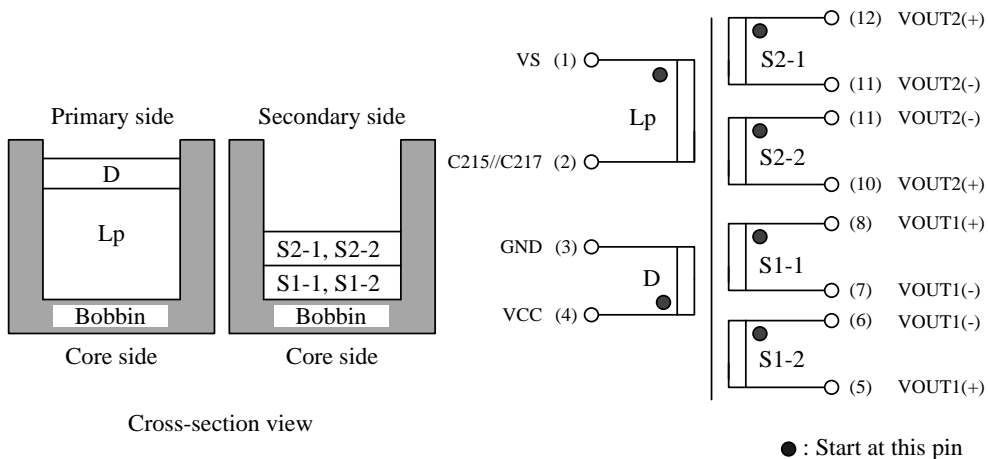 Primary side
D
Lp
Bobbin
Core side
Secondary side
S2-1, S2-2
S1-1, S1-2
Bobbin
Core side
Cross-section view
VS (1)
Lp
C215//C217 (2)
GND (3)
D
VCC (4)
(12) VOUT2(+)
S2-1
(11) VOUT2(-)
(11) VOUT2(-)
S2-2
(10) VOUT2(+)
(8) VOUT1(+)
S1-1
(7) VOUT1(-)
(6) VOUT1(-)
S1-2
(5) VOUT1(+)
: Start at this pin